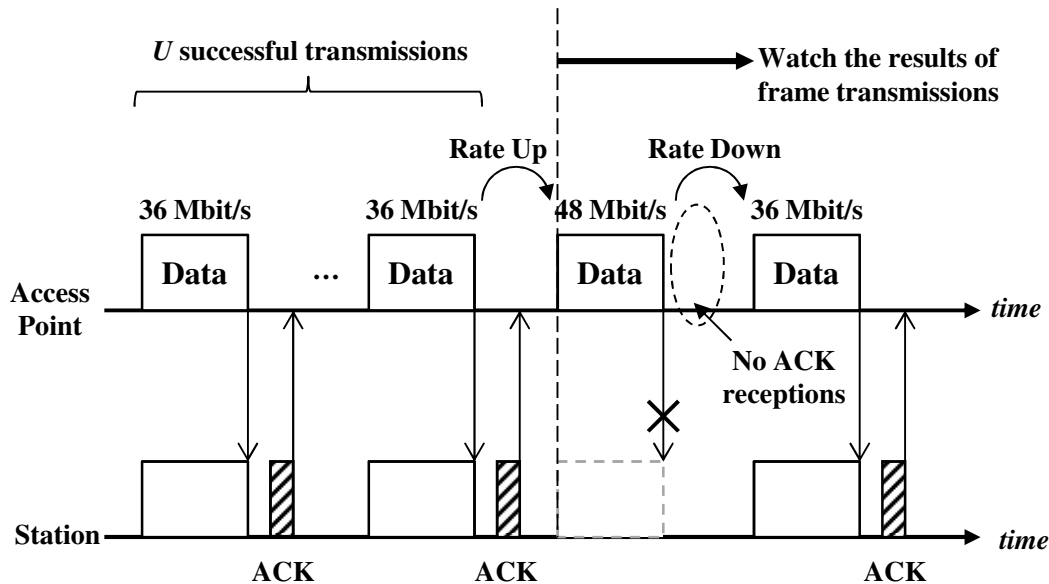 U successful transmissions
Watch the results of
frame transmissions
Rate Up
Rate Down
36 Mbit/s
36 Mbit/s
48 Mbit/s
36 Mbit/s
Data
...
Data
Data
Data
Access
Point
time
No ACK
receptions
Station
time
ACK
ACK
ACK